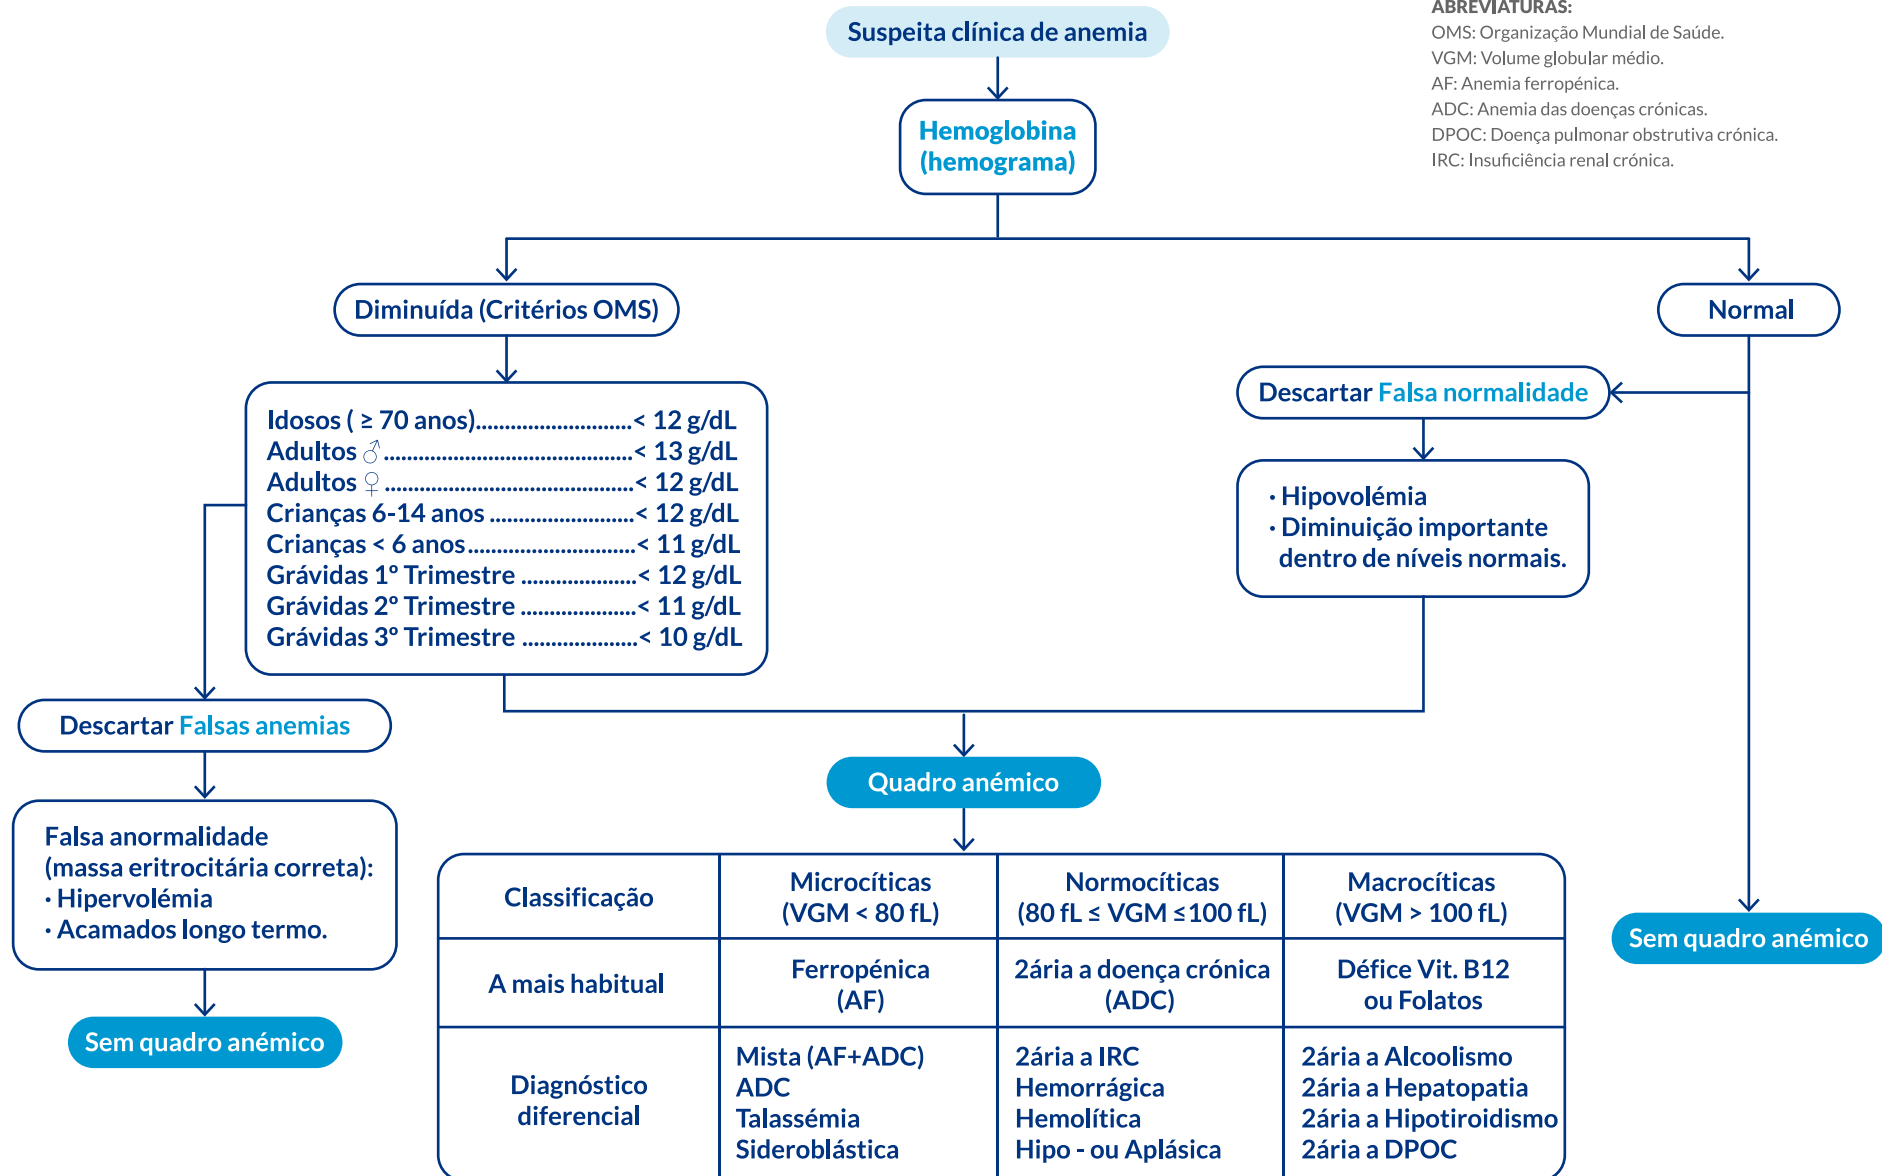 Suspeita clínica de anemia
ABREVIATURAS:
OMS: Organização Mundial de Saúde.
VGM: Volume globular médio.
AF: Anemia ferropénica.
ADC: Anemia das doenças crónicas.
DPOC: Doença pulmonar obstrutiva crónica.
IRC: Insuficiência renal crónica.
Hemoglobina
(hemograma)
Diminuída (Critérios OMS)
Normal
Idosos ( ≥ 70 anos)............................< 12 g/dL
Adultos ♂............................................< 13 g/dL
Adultos ♀............................................< 12 g/dL
Crianças 6-14 anos ..........................< 12 g/dL
Crianças < 6 anos..............................< 11 g/dL
Grávidas 1º Trimestre .....................< 12 g/dL
Grávidas 2º Trimestre .....................< 11 g/dL
Grávidas 3º Trimestre .....................< 10 g/dL
Descartar Falsa normalidade
· Hipovolémia
· Diminuição importante
dentro de níveis normais.
Descartar Falsas anemias
Falsa anormalidade
(massa eritrocitária correta):
· Hipervolémia
· Acamados longo termo.
Sem quadro anémico
Quadro anémico
Sem quadro anémico
Classificação
Microcíticas
(VGM < 80 fL)
Normocíticas
(80 fL ≤ VGM ≤100 fL)
Macrocíticas
(VGM > 100 fL)
A mais habitual
Ferropénica
(AF)
2ária a doença crónica
(ADC)
Défice Vit. B12
ou Folatos
Diagnóstico
diferencial
Mista (AF+ADC)
ADC
Talassémia
Sideroblástica
2ária a IRC
Hemorrágica
Hemolítica
Hipo - ou Aplásica
2ária a Alcoolismo
2ária a Hepatopatia
2ária a Hipotiroidismo
2ária a DPOC